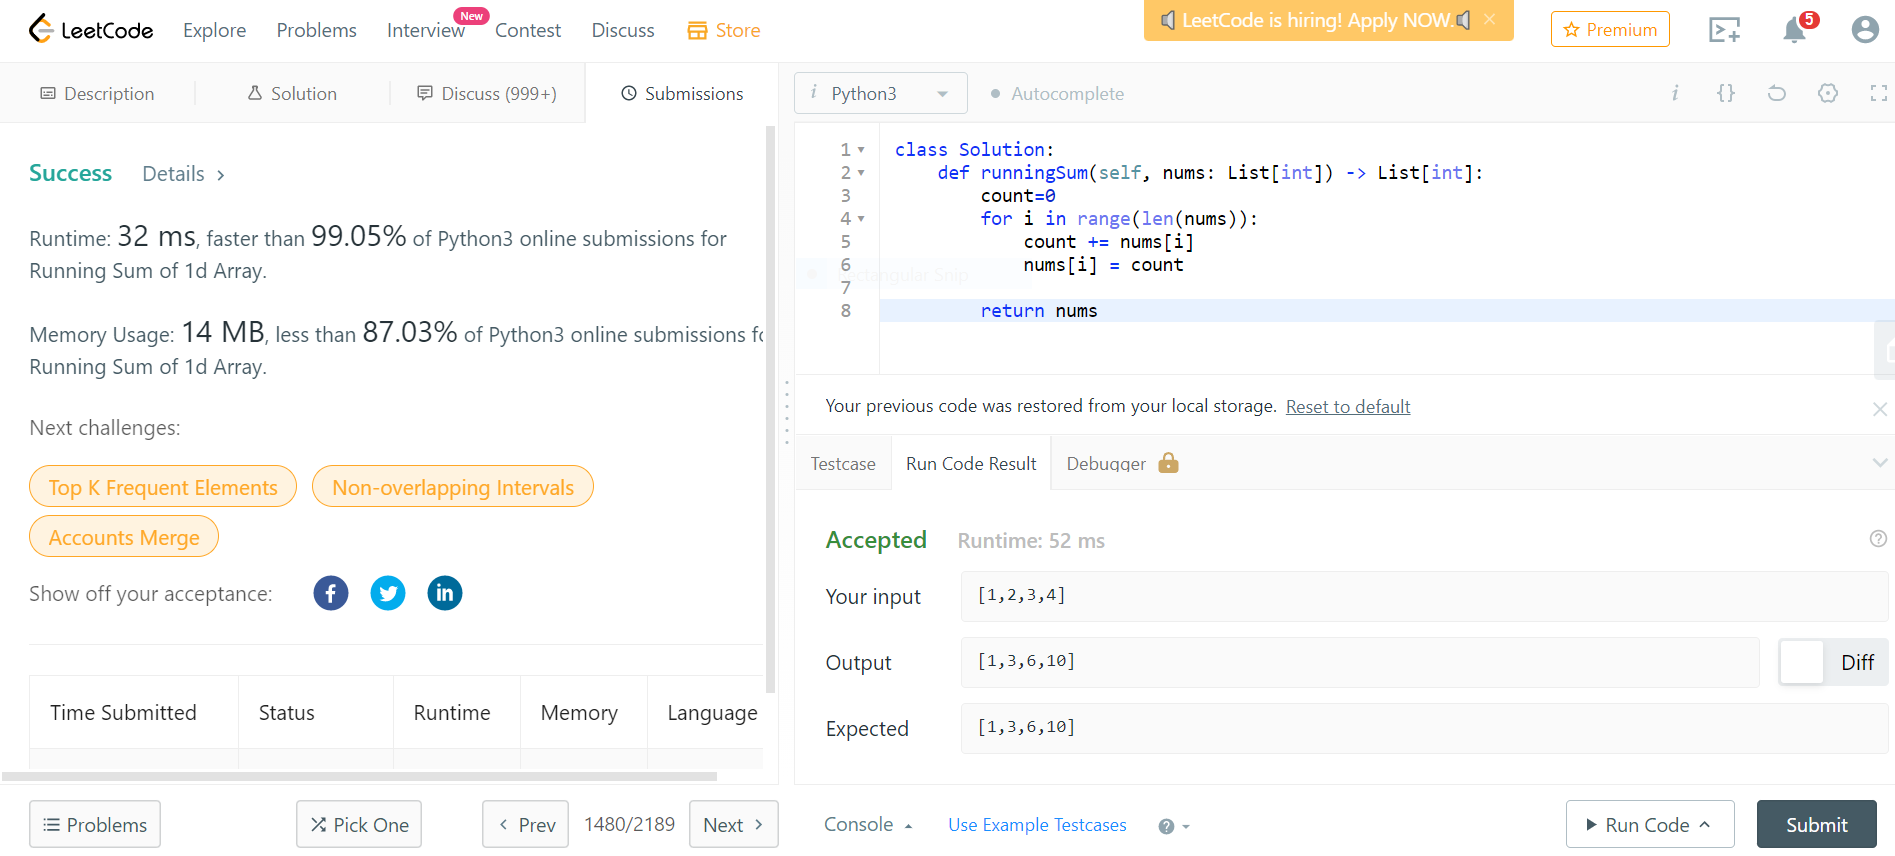 LeetCode Explore Problems Interview New Contest Discuss Store LeetCode is hiring! Apply NOW. Premium 5
Description Solution Discuss (999+) Submissions
Success Details
Runtime: 32 ms, faster than 99.05% of Python3 online submissions for
Running Sum of 1d Array.
Memory Usage: 14 MB, less than 87.03% of Python3 online submissions
Running Sum of 1d Array.
Next challenges:
Top K Frequent Elements Non-overlapping Intervals
Accounts Merge
Show off your acceptance:
Time Submitted Status Runtime Memory Language
Problems Pick One Prev 1480/2189 Next
i Python3 Autocomplete i {}
1 class Solution:
2 def runningSum(self, nums: List[int]) -> List[int]:
3 count=0
4 for i in range(len(nums)):
5 count += nums[i]
6 nums[i] = count
Rectangular Snip
7
8 return nums
Your previous code was restored from your local storage. Reset to default
Testcase Run Code Result Debugger
Accepted Runtime: 52 ms
Your input [1,2,3,4]
Output [1,3,6,10] Diff
Expected [1,3,6,10]
Console Use Example Testcases Run Code Submit